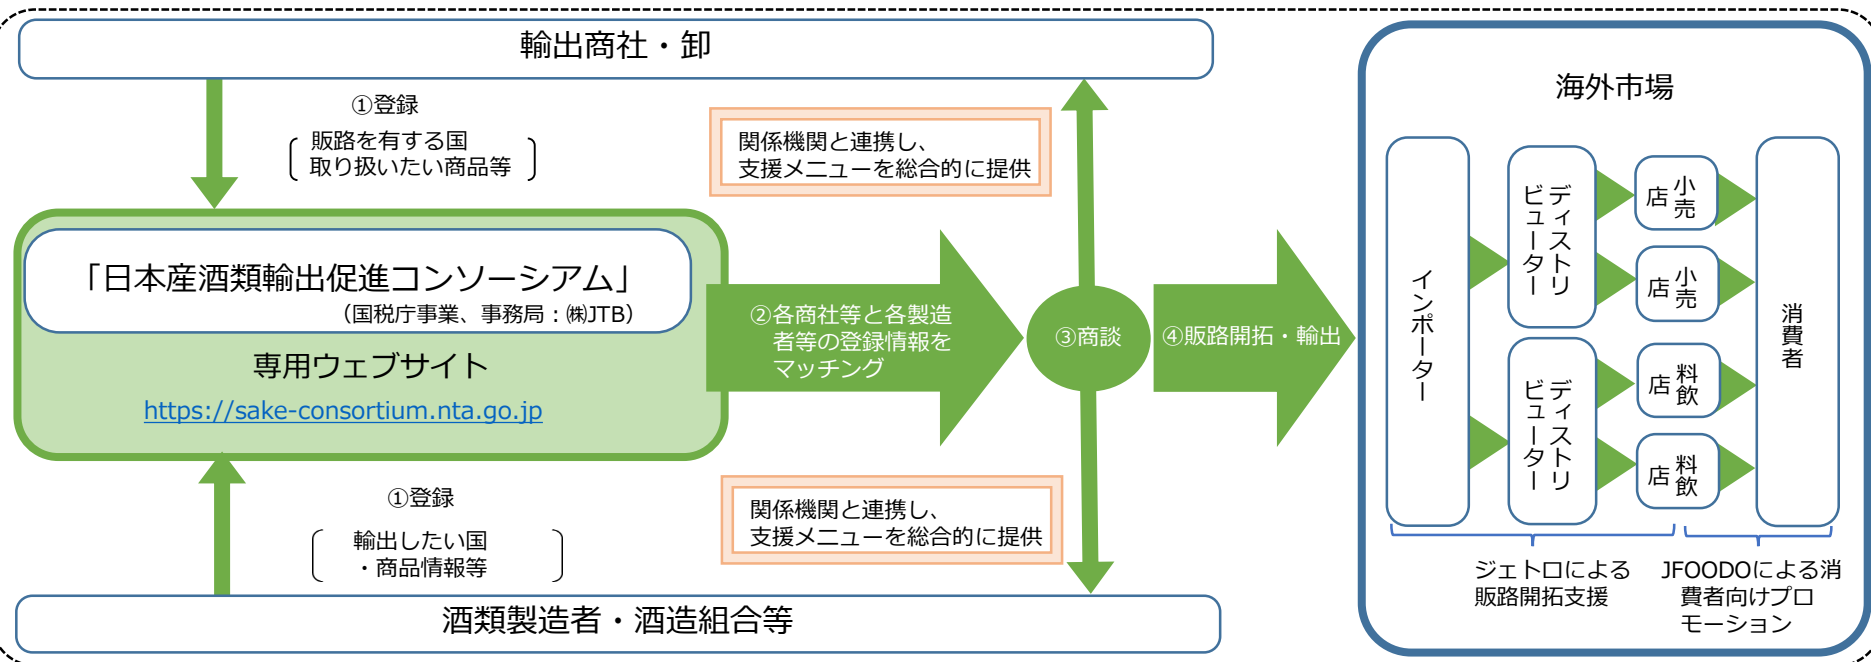 輸出商社・卸
①登録
販路を有する国
取り扱いたい商品等
関係機関と連携し、
支援メニューを総合的に提供
「日本産酒類輸出促進コンソーシアム」
（国税庁事業、事務局：㈱JTB）
専用ウェブサイト
https://sake-consortium.nta.go.jp
②各商社等と各製造
者等の登録情報を
マッチング
③商談
④販路開拓・輸出
①登録
輸出したい国
・商品情報等
関係機関と連携し、
支援メニューを総合的に提供
酒類製造者・酒造組合等
海外市場
インポーター
ディストリ
ビューター
ディストリ
ビューター
小売
店
小売
店
料飲
店
料飲
店
消費者
ジェトロによる
販路開拓支援
JFOODOによる消
費者向けプロ
モーション